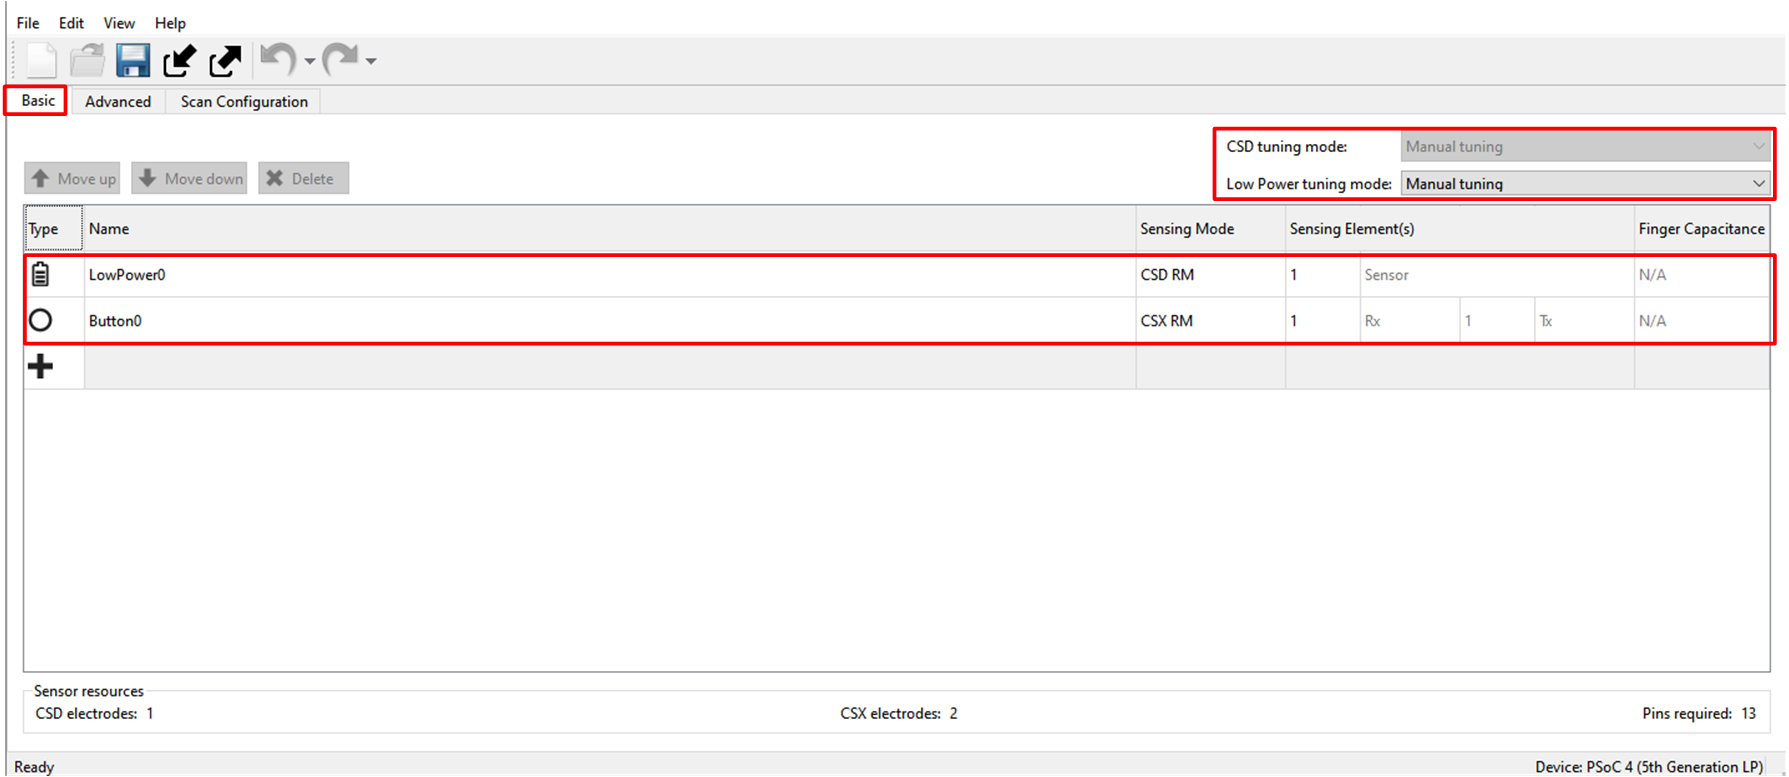 File Edit View Help
Basic Advanced Scan Configuration
CSD tuning mode: Manual tuning
Move up Move down Delete
Low Power tuning mode: Manual tuning
Type Name Sensing Mode Sensing Element(s) Finger Capacitance
LowPower0 CSD RM 1 Sensor N/A
Button0 CSX RM 1 Rx 1 Tx N/A
Sensor resources
CSD electrodes: 1 CSX electrodes: 2 Pins required: 13
Ready Device: PSoC 4 (5th Generation LP)